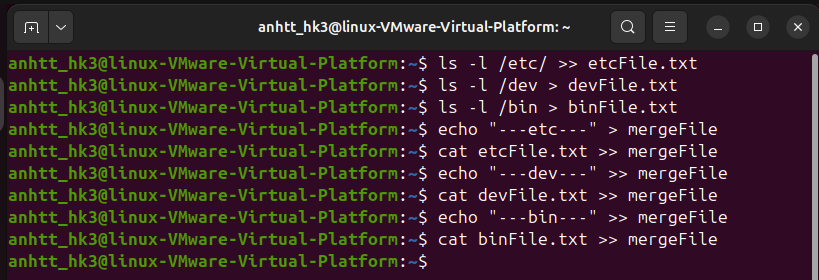 anhtt_hk3@linux-VMware-Virtual-Platform: ~
anhtt_hk3@linux-VMware-Virtual-Platform:~$ ls -l /etc/ >> etcFile.txt
anhtt_hk3@linux-VMware-Virtual-Platform:~$ ls -l /dev > devFile.txt
anhtt_hk3@linux-VMware-Virtual-Platform:~$ ls -l /bin > binFile.txt
anhtt_hk3@linux-VMware-Virtual-Platform:~$ echo "---etc---" > mergeFile
anhtt_hk3@linux-VMware-Virtual-Platform:~$ cat etcFile.txt >> mergeFile
anhtt_hk3@linux-VMware-Virtual-Platform:~$ echo "---dev---" >> mergeFile
anhtt_hk3@linux-VMware-Virtual-Platform:~$ cat devFile.txt >> mergeFile
anhtt_hk3@linux-VMware-Virtual-Platform:~$ echo "---bin---" >> mergeFile
anhtt_hk3@linux-VMware-Virtual-Platform:~$ cat binFile.txt >> mergeFile
anhtt_hk3@linux-VMware-Virtual-Platform:~$